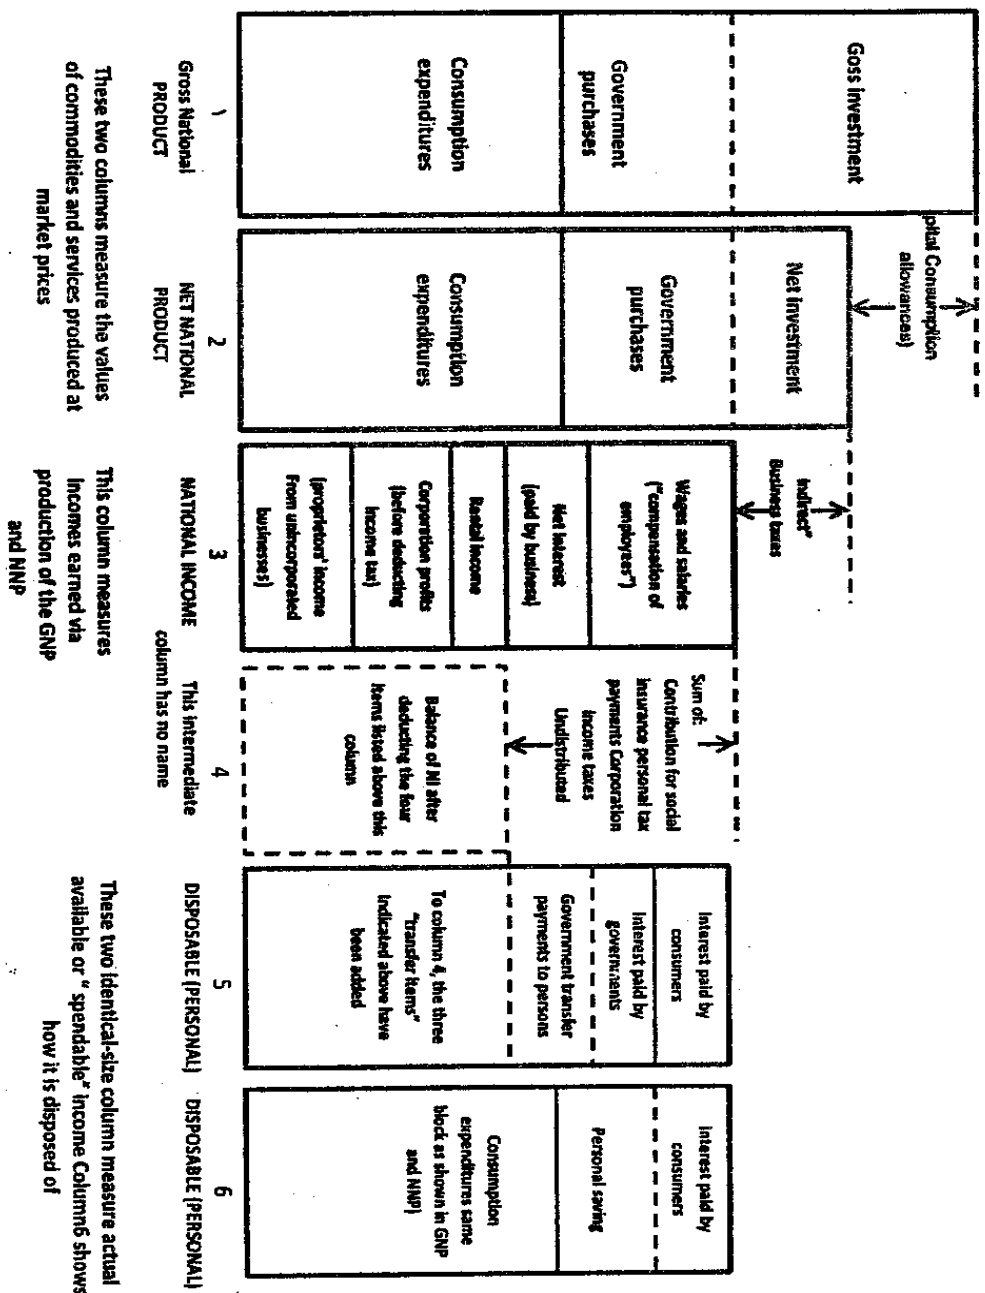 Goss investment
Government
purchases
Consumption
expenditures
1
Gross National
PRODUCT
pital Consumption
allowances)
Net investment
Government
purchases
Consumption
expenditures
2
NET NATIONAL
PRODUCT
These two columns measure the values
of commodities and services produced at
market prices
Indirect"
Business taxes
Wages and salaries
("compensation of
employees")
Net interest
(paid by business)
Rental income
Corporation profits
(before deducting
income tax)
(proprietors' income
From unincorporated
businesses)
3
NATIONAL INCOME
This column measures
Incomes earned via
production of the GNP
and NNP
Sum of:
Contribution for social
insurance personal tax
payments Corporation
income taxes
Undistributed
Balance of NI after
deducting the four
items listed above this
column
4
This intermediate
column has no name
Interest paid by
consumers
Interest paid by
governments
Government transfer
payments to persons
To column 4, the three
"transfer items"
indicated above have
been added
5
DISPOSABLE (PERSONAL)
Interest paid by
consumers
Personal saving
Consumption
expenditures same
block as shown in GNP
and NNP)
6
DISPOSABLE (PERSONAL)
These two identical-size column measure actual
available or "spendable" income Column6 shows
how it is disposed of